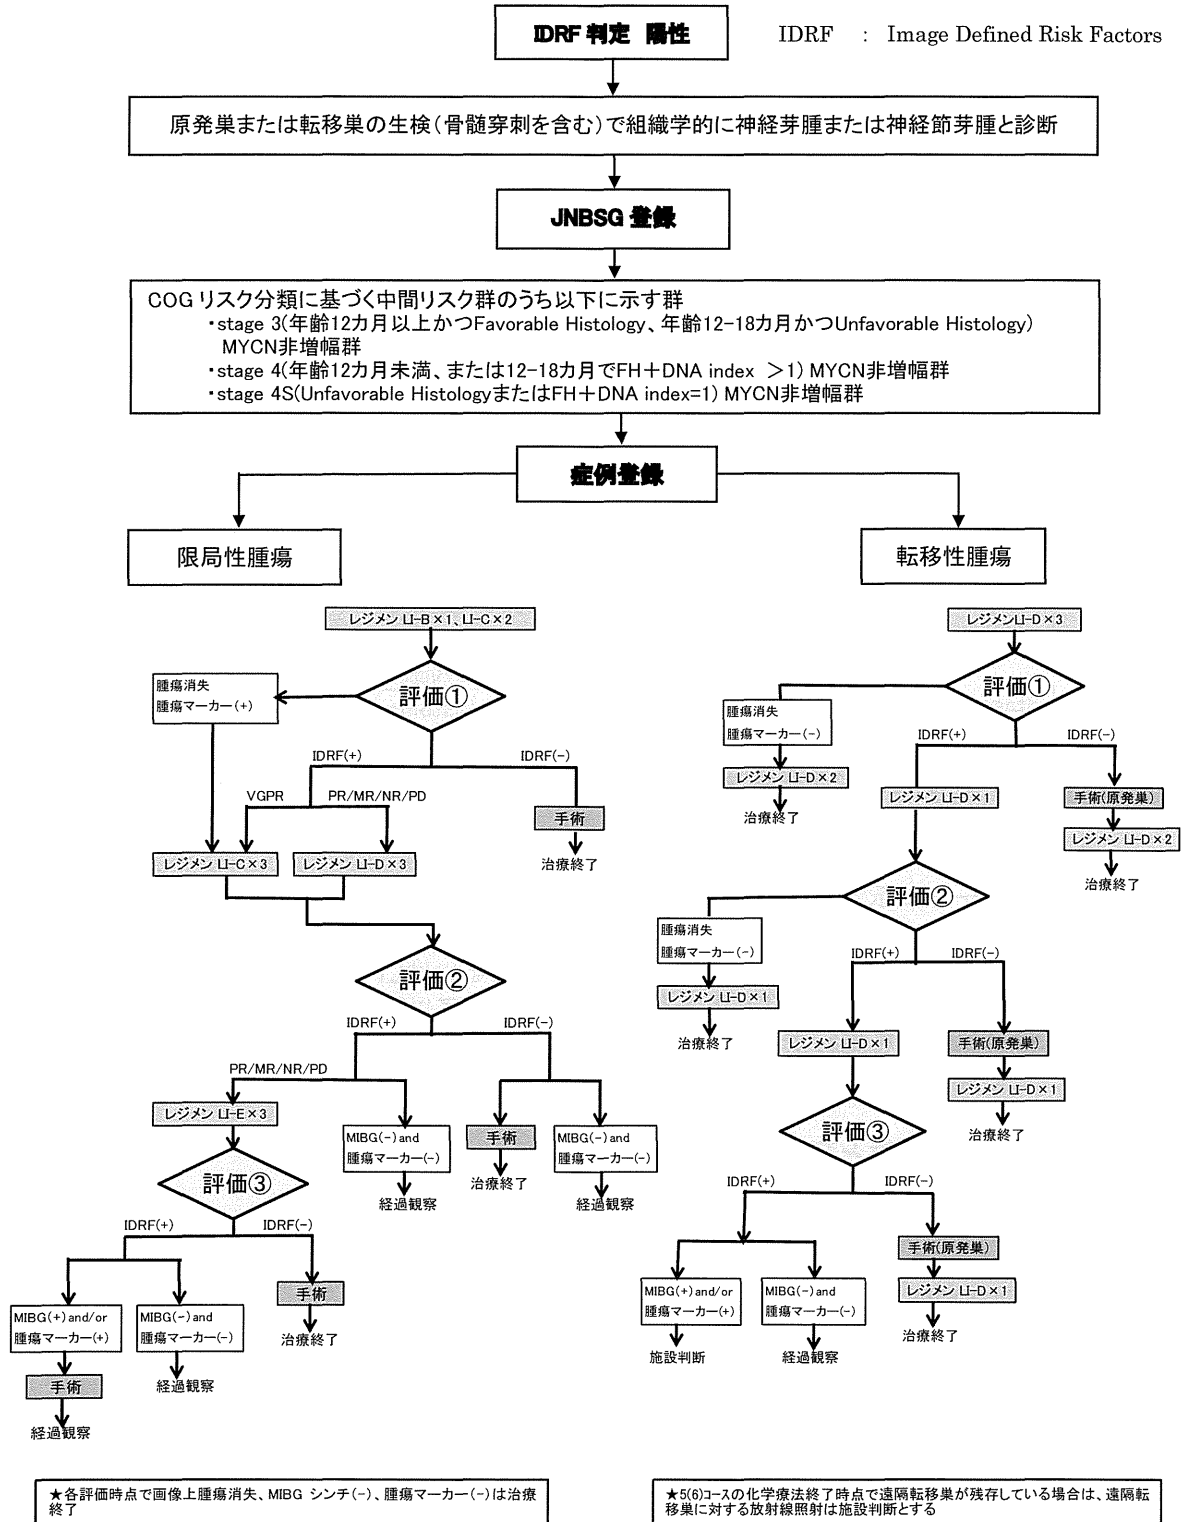 IDRF 判定 陽性
IDRF : Image Defined Risk Factors
原発巣または転移巣の生検(骨髄穿刺を含む)で組織学的に神経芽腫または神経節芽腫と診断
JNBSG 登録
COG リスク分類に基づく中間リスク群のうち以下に示す群
・stage 3(年齢12カ月以上かつFavorable Histology、年齢12-18カ月かつUnfavorable Histology)
MYCN非増幅群
・stage 4(年齢12カ月未満、または12-18カ月でFH+DNA index >1) MYCN非増幅群
・stage 4S(Unfavorable HistologyまたはFH+DNA index=1) MYCN非増幅群
症例登録
限局性腫瘍
レジメン LI-B×1、LI-C×2
評価①
腫瘍消失
腫瘍マーカー(+)
IDRF(+)
IDRF(-)
VGPR
PR/MR/NR/PD
手術
治療終了
レジメン LI-C×3
レジメン LI-D×3
評価②
IDRF(+)
IDRF(-)
PR/MR/NR/PD
レジメン LI-E×3
MIBG(-)and
腫瘍マーカー(-)
経過観察
手術
治療終了
MIBG(-)and
腫瘍マーカー(-)
経過観察
評価③
IDRF(+)
IDRF(-)
MIBG(+)and/or
腫瘍マーカー(+)
手術
経過観察
MIBG(-)and
腫瘍マーカー(-)
経過観察
手術
治療終了
転移性腫瘍
レジメンLI-D×3
評価①
腫瘍消失
腫瘍マーカー(-)
レジメン LI-D×2
治療終了
IDRF(+)
IDRF(-)
レジメン LI-D×1
手術(原発巣)
レジメン LI-D×2
治療終了
評価②
腫瘍消失
腫瘍マーカー(-)
レジメン LI-D×1
治療終了
IDRF(+)
IDRF(-)
レジメン LI-D×1
手術(原発巣)
レジメン LI-D×1
治療終了
評価③
IDRF(+)
IDRF(-)
MIBG(+)and/or
腫瘍マーカー(+)
施設判断
MIBG(-)and
腫瘍マーカー(-)
経過観察
手術(原発巣)
レジメン LI-D×1
治療終了
★各評価時点で画像上腫瘍消失、MIBG シンチ(-)、腫瘍マーカー(-)は治療
終了
★5(6)コースの化学療法終了時点で遠隔転移巣が残存している場合は、遠隔転
移巣に対する放射線照射は施設判断とする